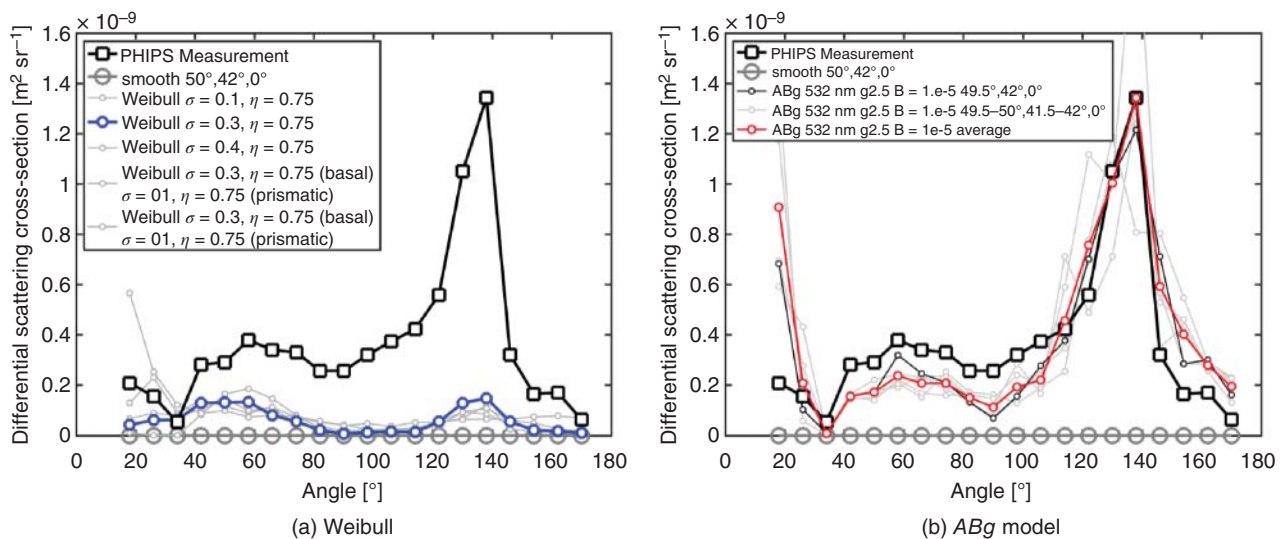 × 10–9
1.6
1.4
1.2
1
0.8
0.6
0.4
0.2
0
Differential scattering cross-section [m2 sr–1]
PHIPS Measurement
smooth 50°,42°,0°
Weibull σ = 0.1, η = 0.75
Weibull σ = 0.3, η = 0.75
Weibull σ = 0.4, η = 0.75
Weibull σ = 0.3, η = 0.75 (basal)
σ = 01, η = 0.75 (prismatic)
Weibull σ = 0.3, η = 0.75 (basal)
σ = 01, η = 0.75 (prismatic)
0 20 40 60 80 100 120 140 160 180
Angle [°]
(a) Weibull
× 10–9
1.6
1.4
1.2
1
0.8
0.6
0.4
0.2
0
Differential scattering cross-section [m2 sr–1]
PHIPS Measurement
smooth 50°,42°,0°
ABg 532 nm g2.5 B = 1.e-5 49.5°,42°,0°
ABg 532 nm g2.5 B = 1.e-5 49.5–50°,41.5–42°,0°
ABg 532 nm g2.5 B = 1e-5 average
0 20 40 60 80 100 120 140 160 180
Angle [°]
(b) ABg model